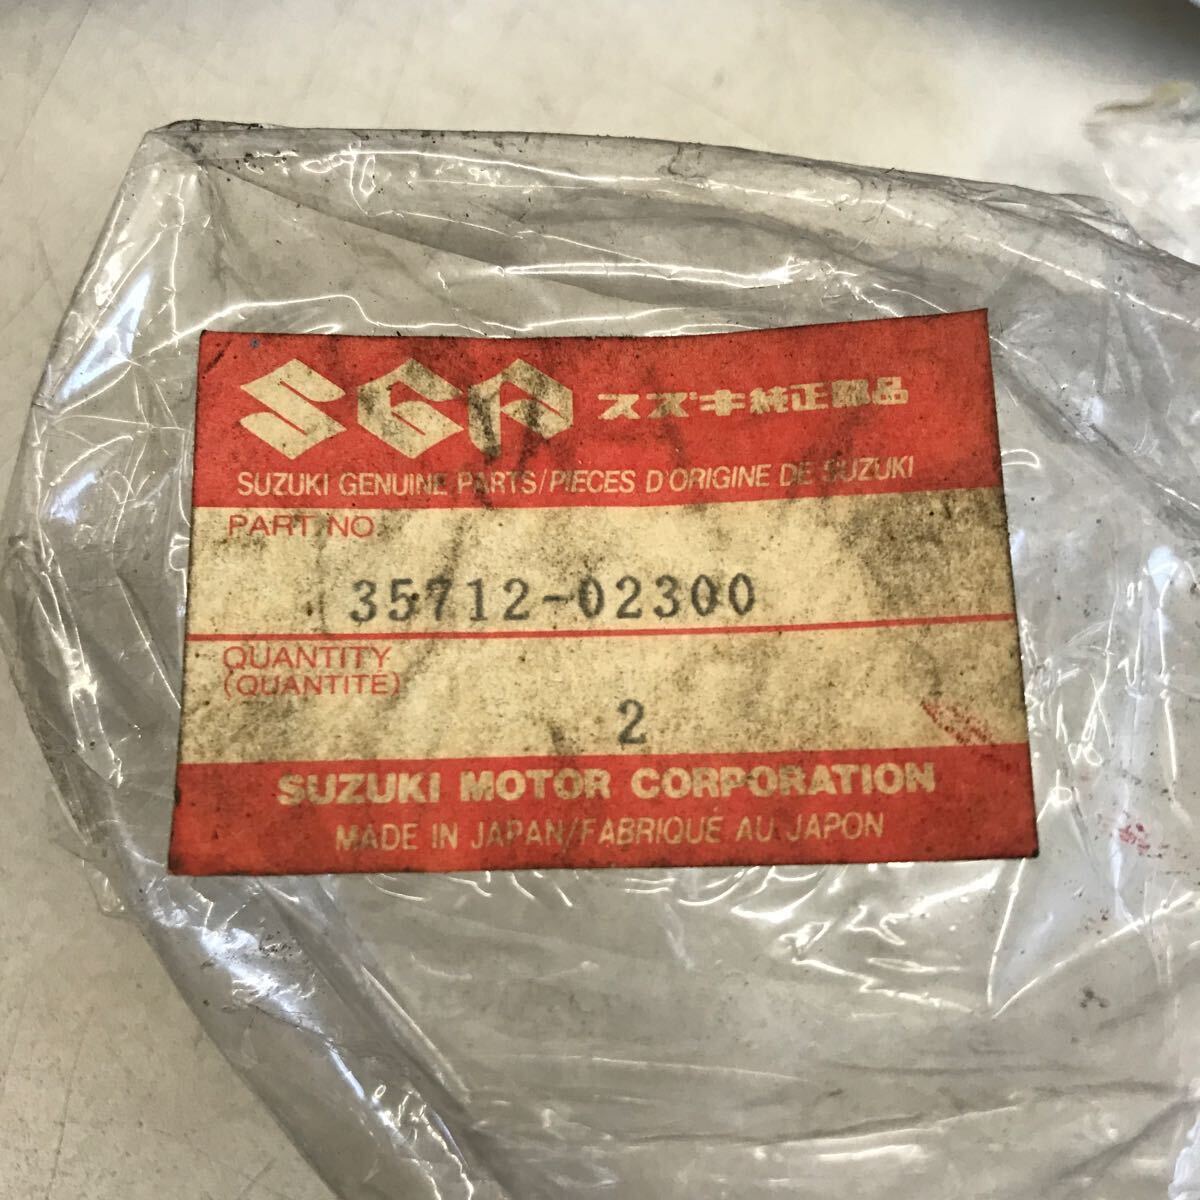 SGP スズキ純正部品
SUZUKI GENUINE PARTS/PIECES D'ORIGINE DE SUZUKI
PART NO.
35712-02300
QUANTITY
(QUANTITE)
2
SUZUKI MOTOR CORPORATION
MADE IN JAPAN/FABRIQUE AU JAPON